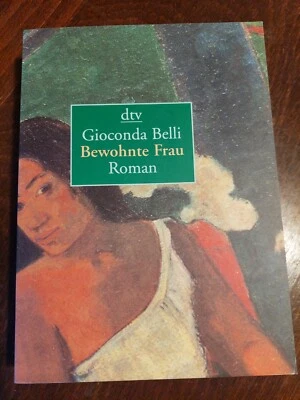 dtv
Gioconda Belli
Bewohnte Frau
Roman